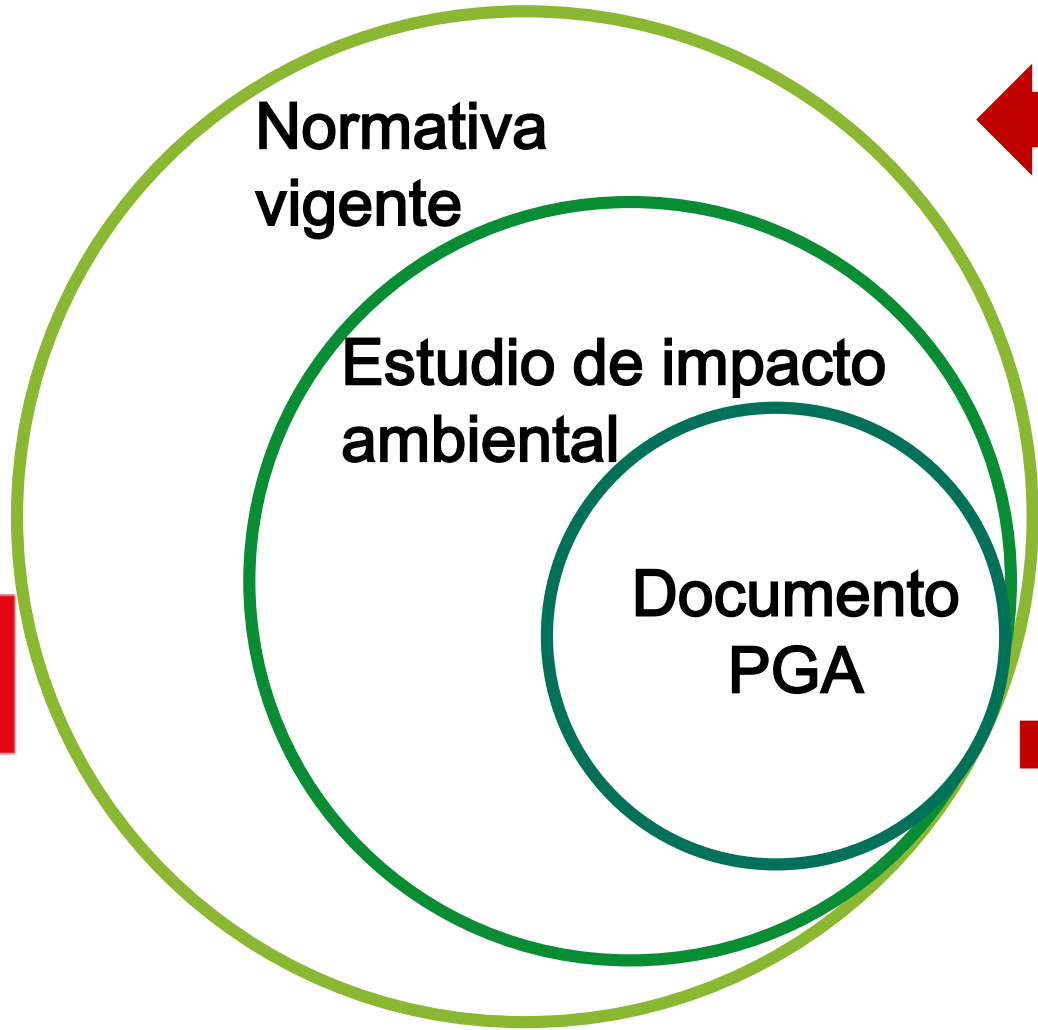 Normativa
vigente
Estudio de impacto
ambiental
Documento
PGA